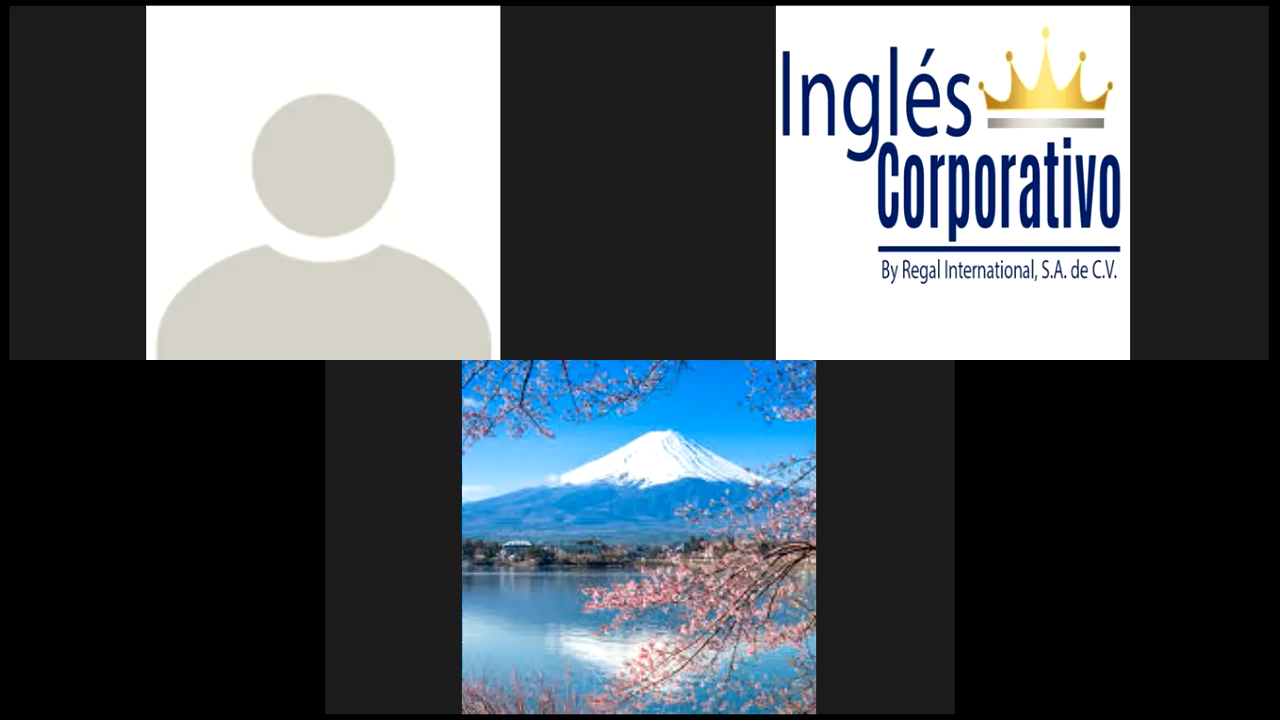 Inglés
Corporativo
By Regal International, S.A. de C.V.